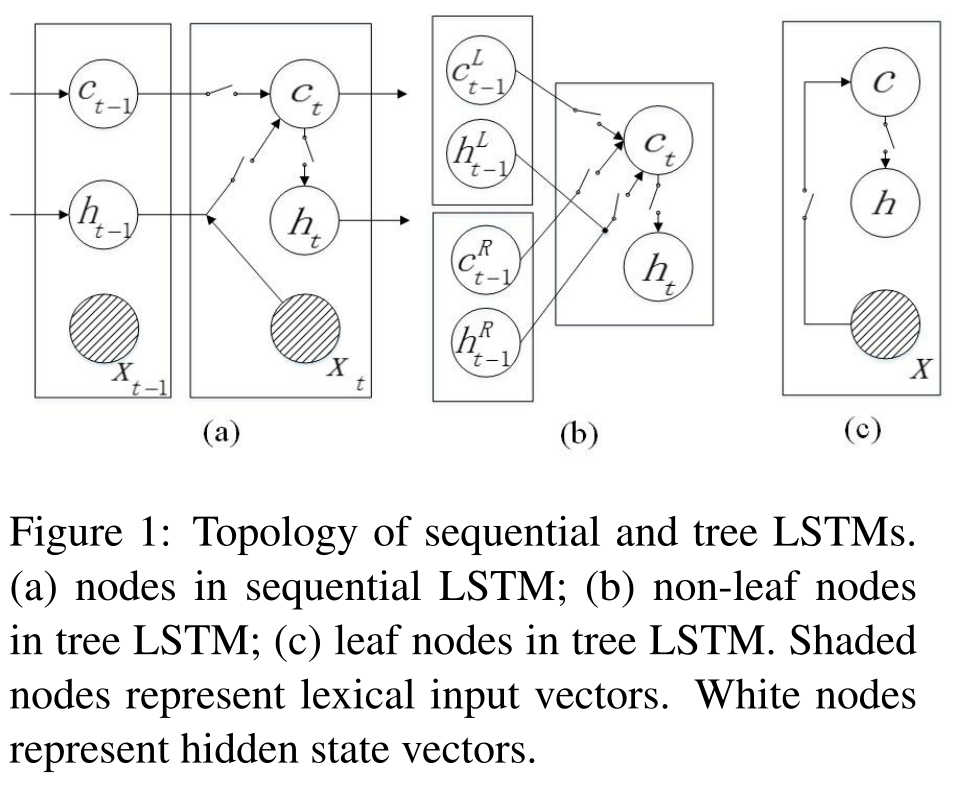 c_{t-1}
c_t
h_{t-1}
h_t
X_{t-1}
X_t
(a)
c^L_{t-1}
h^L_{t-1}
c^R_{t-1}
h^R_{t-1}
c_t
h_t
(b)
c
h
X
(c)
Figure 1: Topology of sequential and tree LSTMs.
(a) nodes in sequential LSTM; (b) non-leaf nodes
in tree LSTM; (c) leaf nodes in tree LSTM. Shaded
nodes represent lexical input vectors. White nodes
represent hidden state vectors.